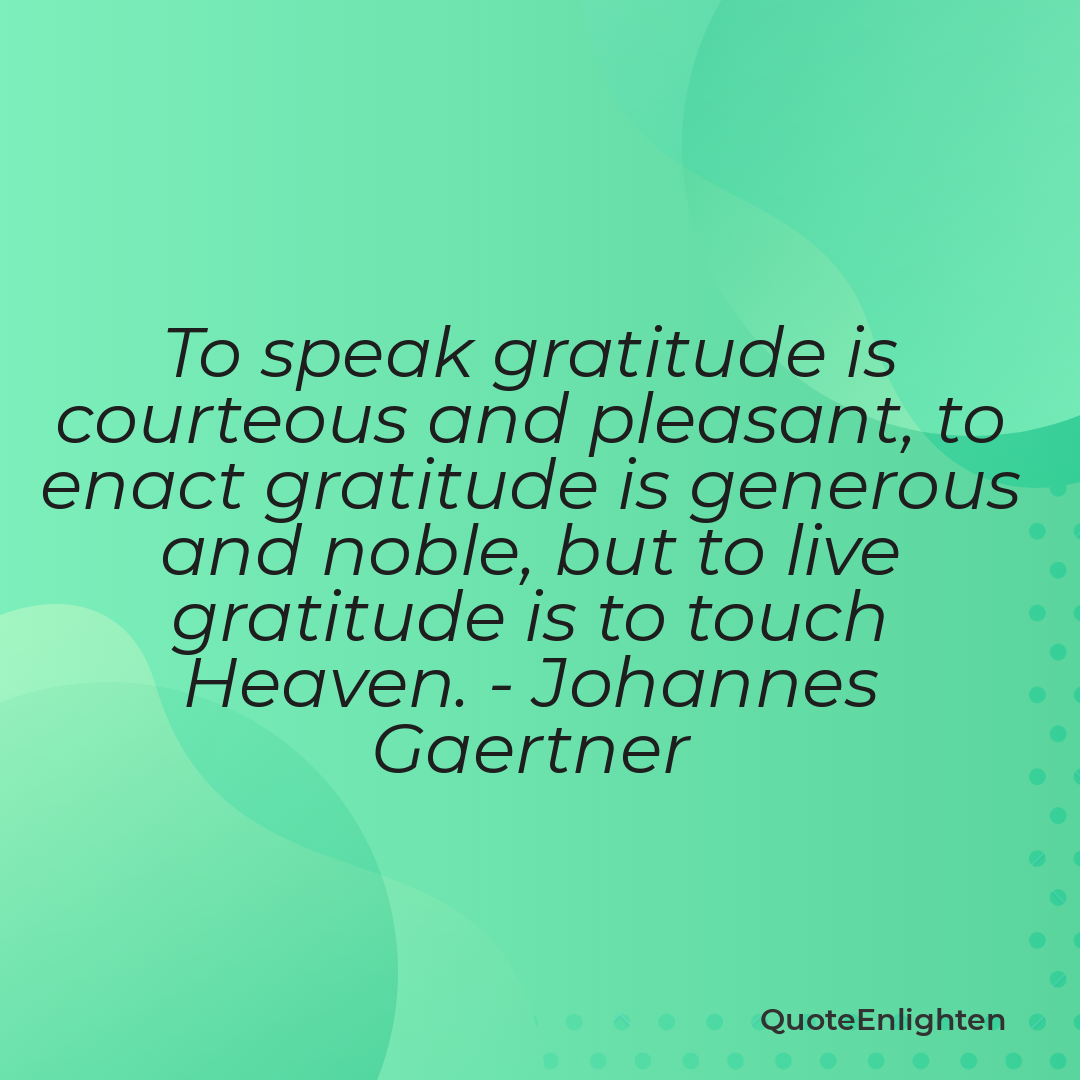 To speak gratitude is
courteous and pleasant, to
enact gratitude is generous
and noble, but to live
gratitude is to touch
Heaven. - Johannes
Gaertner
QuoteEnlighten